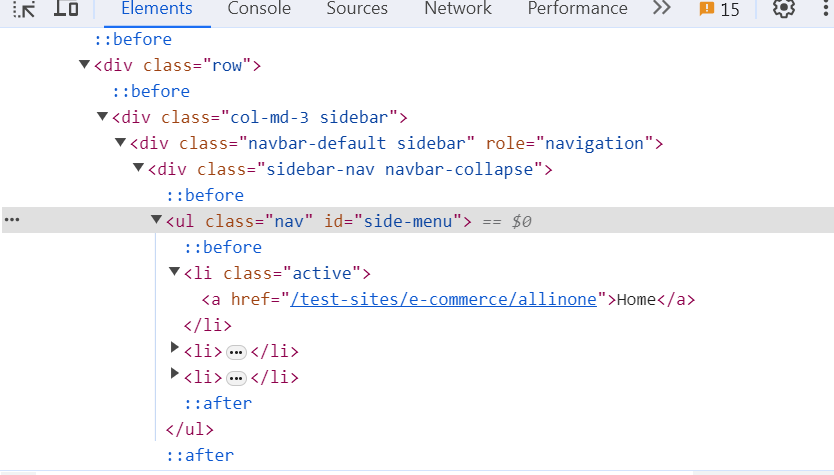 Elements Console Sources Network Performance 15
::before
<div class="row">
::before
<div class="col-md-3 sidebar">
<div class="navbar-default sidebar" role="navigation">
<div class="sidebar-nav navbar-collapse">
::before
<ul class="nav" id="side-menu"> == $0
::before
<li class="active">
<a href="/test-sites/e-commerce/allinone">Home</a>
</li>
<li>…</li>
<li>…</li>
::after
</ul>
::after